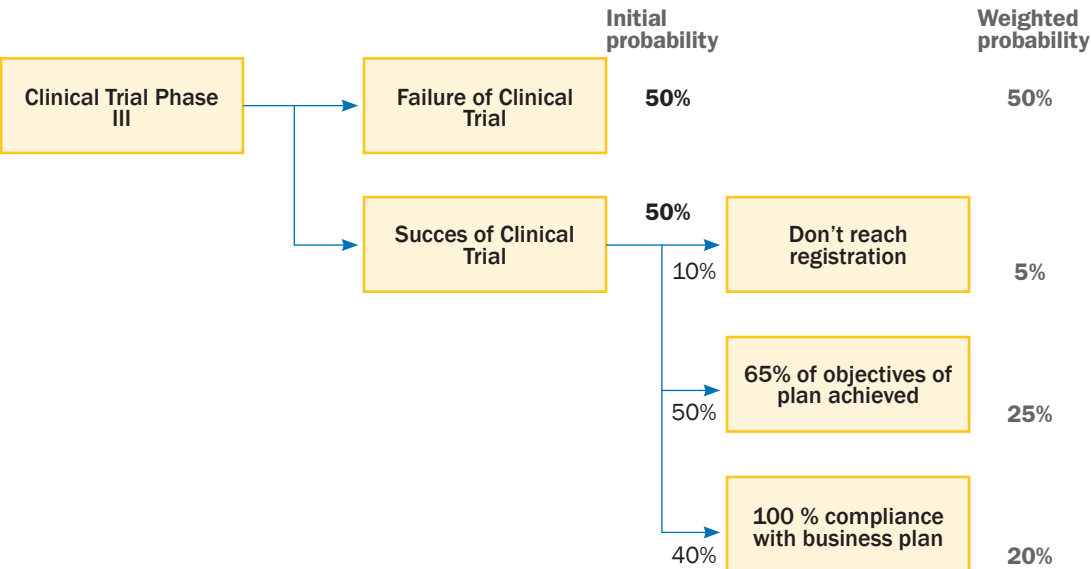 Initial
probability
Weighted
probability
Clinical Trial Phase
III
Failure of Clinical
Trial
50%
50%
Succes of Clinical
Trial
50%
10%
Don't reach
registration
5%
50%
65% of objectives of
plan achieved
25%
40%
100 % compliance
with business plan
20%